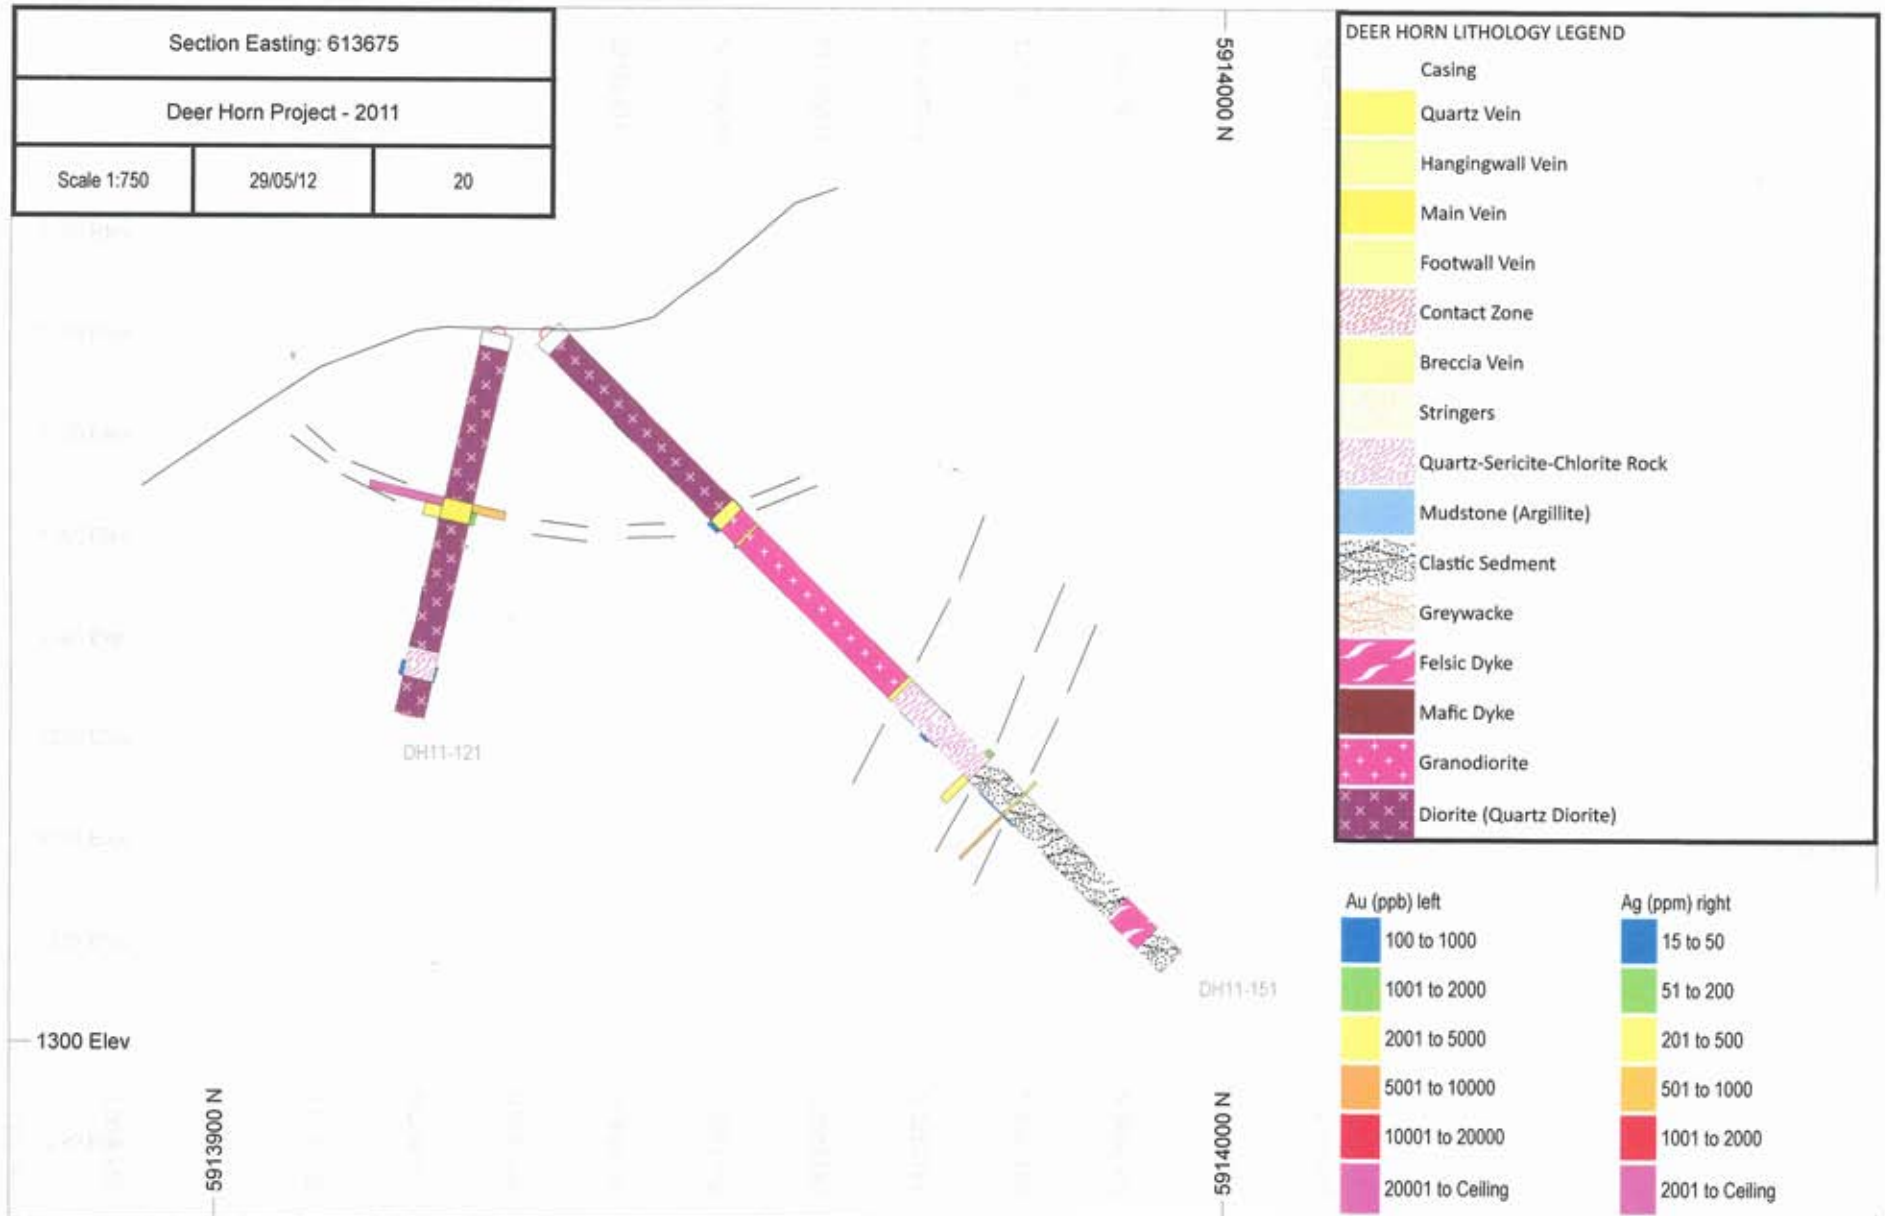 Section Easting: 613675
Deer Horn Project - 2011
Scale 1:750
29/05/12
20
5914000 N
DEER HORN LITHOLOGY LEGEND
Casing
Quartz Vein
Hangingwall Vein
Main Vein
Footwall Vein
Contact Zone
Breccia Vein
Stringers
Quartz-Sericite-Chlorite Rock
Mudstone (Argillite)
Clastic Sediment
Greywacke
Felsic Dyke
Mafic Dyke
Granodiorite
Diorite (Quartz Diorite)
DH11-121
DH11-151
1300 Elev
5913900 N
5914000 N
Au (ppb) left
100 to 1000
1001 to 2000
2001 to 5000
5001 to 10000
10001 to 20000
20001 to Ceiling
Ag (ppm) right
15 to 50
51 to 200
201 to 500
501 to 1000
1001 to 2000
2001 to Ceiling